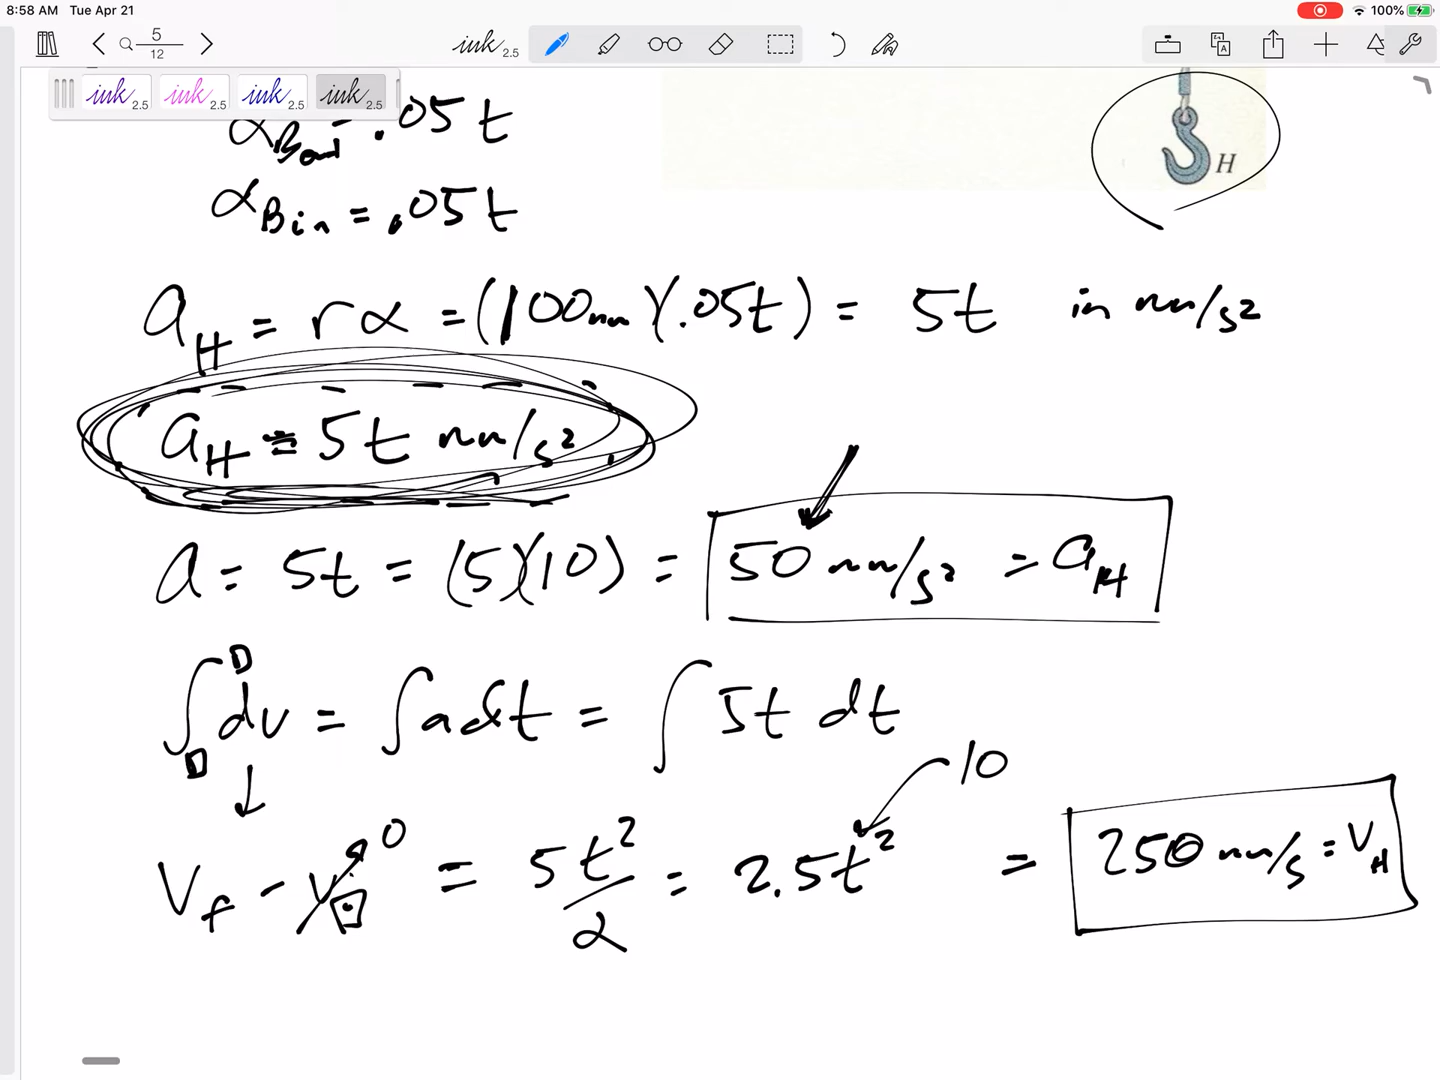 8:58 AM Tue Apr 21 100%
5
12
ink 2.5
ink 2.5 ink 2.5 ink 2.5 ink 2.5
α = .05t
α_Bin = .05t
H
a_H = rα = (100mm)(.05t) = 5t in mm/s²
a_H = 5t mm/s²
a = 5t = (5)(10) = 50 mm/s² = a_H
∫dv = ∫adt = ∫ 5t dt
10
V_f - V 0 = 5t²/2 = 2.5t² = 250 mm/s = V_H